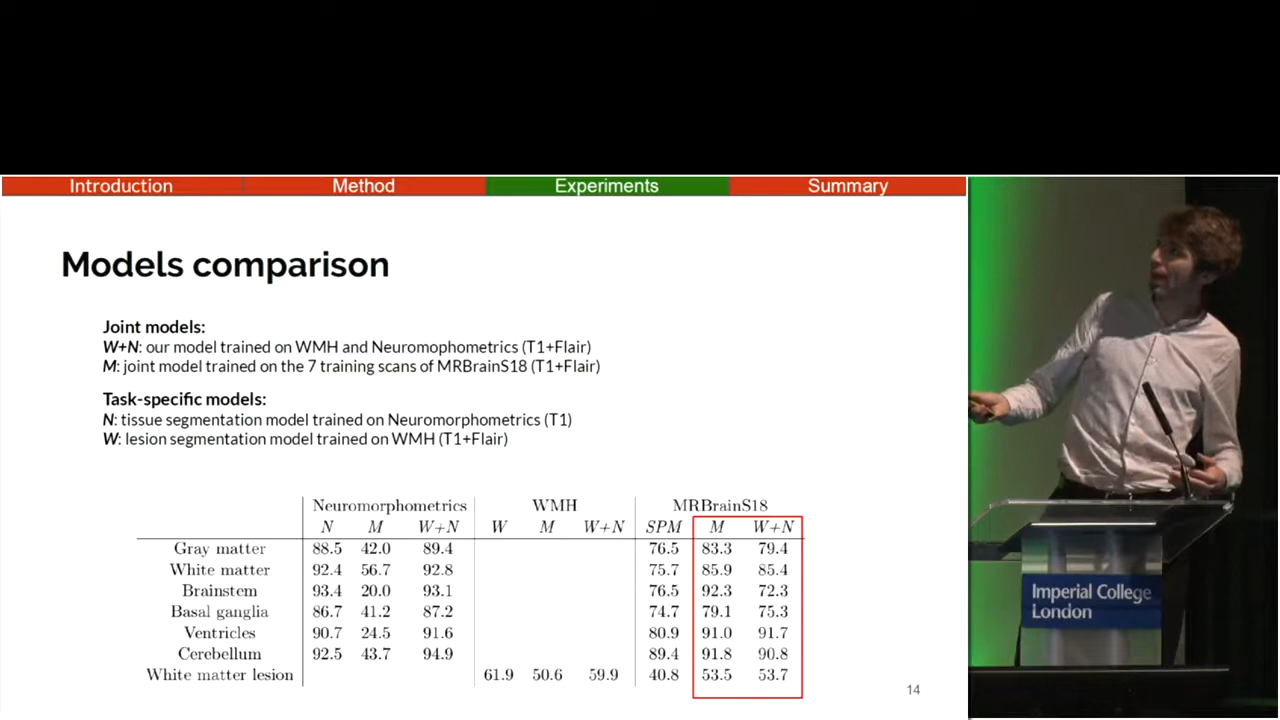 Introduction Method Experiments Summary
Models comparison
Joint models:
W+N: our model trained on WMH and Neuromophometrics (T1+Flair)
M: joint model trained on the 7 training scans of MRBrainS18 (T1+Flair)
Task-specific models:
N: tissue segmentation model trained on Neuromorphometrics (T1)
W: lesion segmentation model trained on WMH (T1+Flair)
Neuromorphometrics WMH MRBrainS18
N M W+N W M W+N SPM M W+N
Gray matter 88.5 42.0 89.4 76.5 83.3 79.4
White matter 92.4 56.7 92.8 75.7 85.9 85.4
Brainstem 93.4 20.0 93.1 76.5 92.3 72.3
Basal ganglia 86.7 41.2 87.2 74.7 79.1 75.3
Ventricles 90.7 24.5 91.6 80.9 91.0 91.7
Cerebellum 92.5 43.7 94.9 89.4 91.8 90.8
White matter lesion 61.9 50.6 59.9 40.8 53.5 53.7
14
Imperial College
London